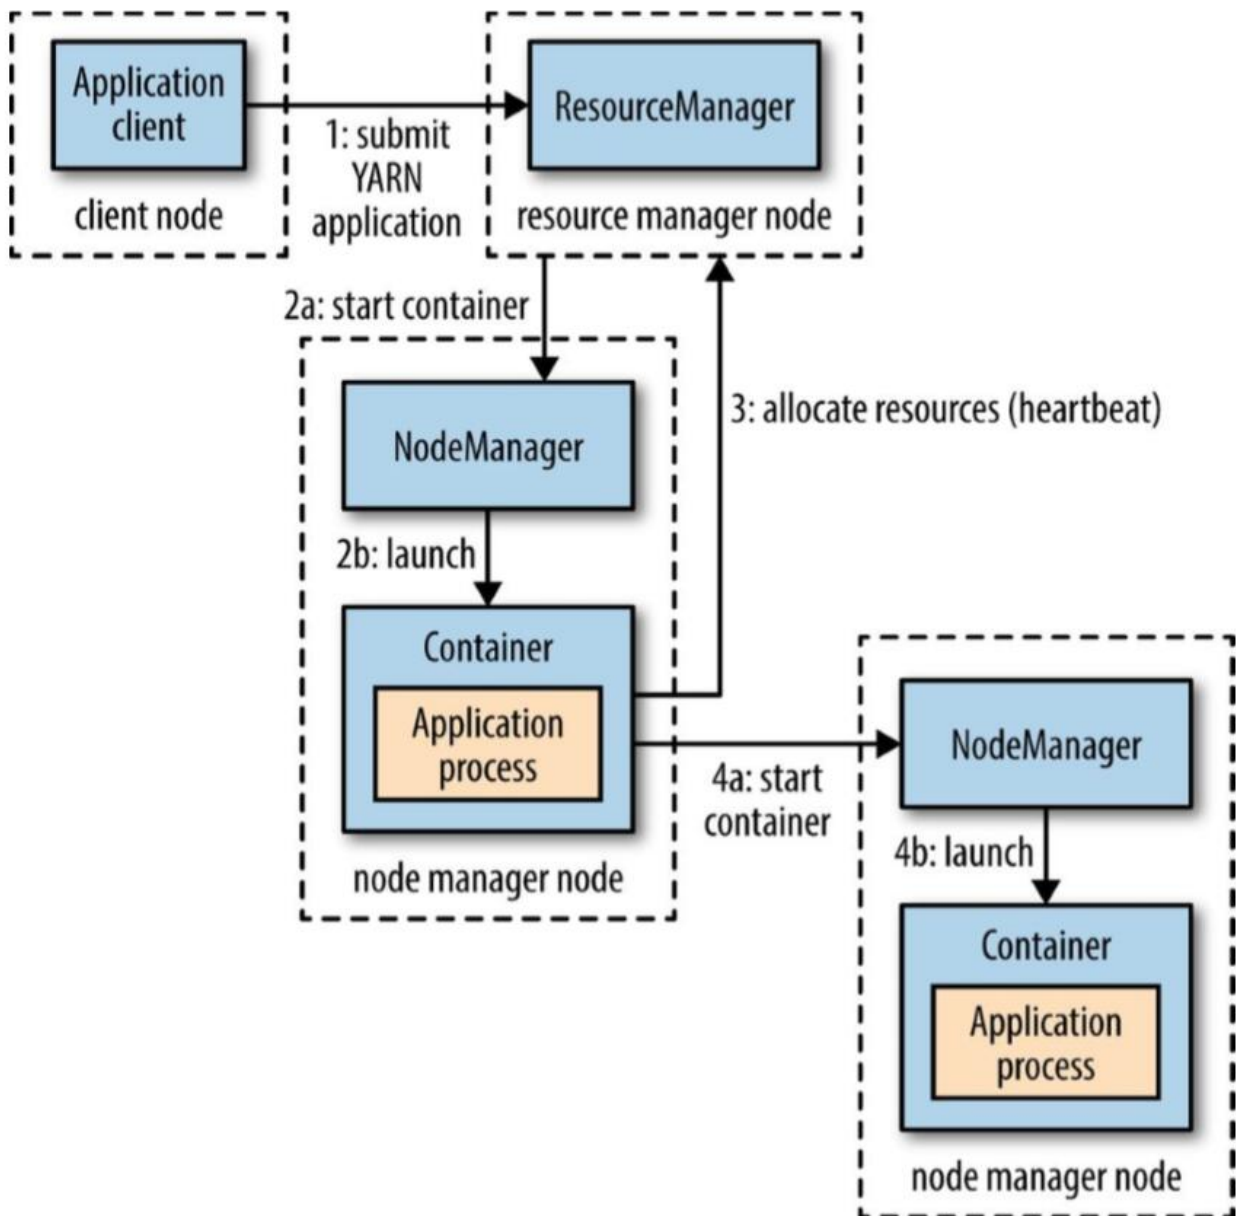 Application
client
client node
1: submit
YARN
application
ResourceManager
resource manager node
2a: start container
NodeManager
2b: launch
Container
Application
process
node manager node
3: allocate resources (heartbeat)
4a: start
container
NodeManager
4b: launch
Container
Application
process
node manager node